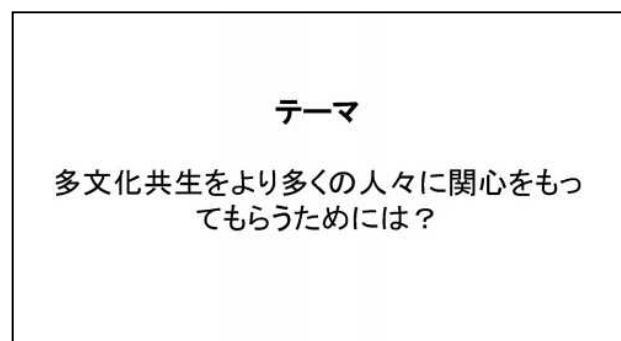 テーマ
多文化共生をより多くの人々に関心をもっ
てもらうためには？